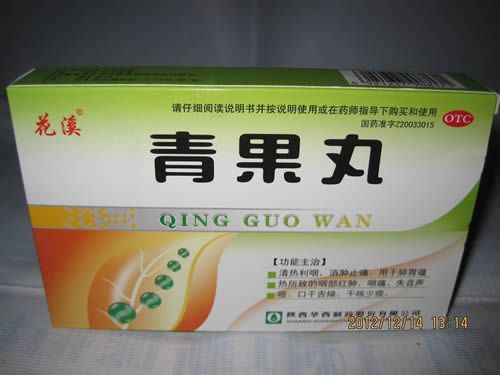 请仔细阅读说明书并按说明使用或在药师指导下购买和使用
国药准字Z20033015
OTC
花溪
青果丸
QING GUO WAN
【功能主治】
清热利咽，消肿止痛。用于肺胃蕴
热所致的咽部红肿、咽痛、失音声
哑、口干舌燥、干咳少痰。
陕西华西制药股份有限公司
2012/12/14 13:14